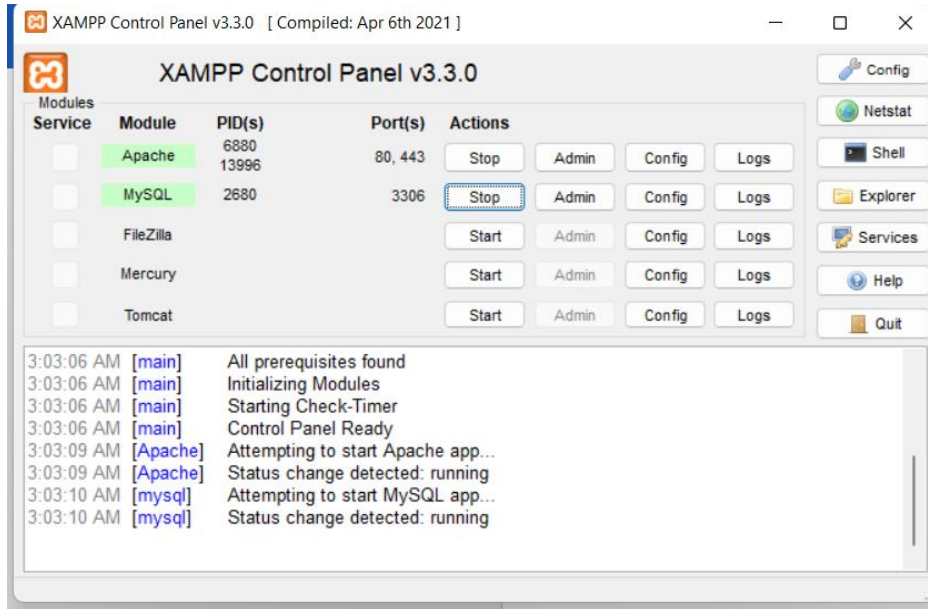 XAMPP Control Panel v3.3.0 [ Compiled: Apr 6th 2021 ]
XAMPP Control Panel v3.3.0
Config
Modules
Service Module PID(s) Port(s) Actions
Netstat
Apache 6880 13996 80, 443 Stop Admin Config Logs
Shell
MySQL 2680 3306 Stop Admin Config Logs
Explorer
FileZilla Start Admin Config Logs
Services
Mercury Start Admin Config Logs
Help
Tomcat Start Admin Config Logs
Quit
3:03:06 AM [main] All prerequisites found
3:03:06 AM [main] Initializing Modules
3:03:06 AM [main] Starting Check-Timer
3:03:06 AM [main] Control Panel Ready
3:03:09 AM [Apache] Attempting to start Apache app...
3:03:09 AM [Apache] Status change detected: running
3:03:10 AM [mysql] Attempting to start MySQL app...
3:03:10 AM [mysql] Status change detected: running